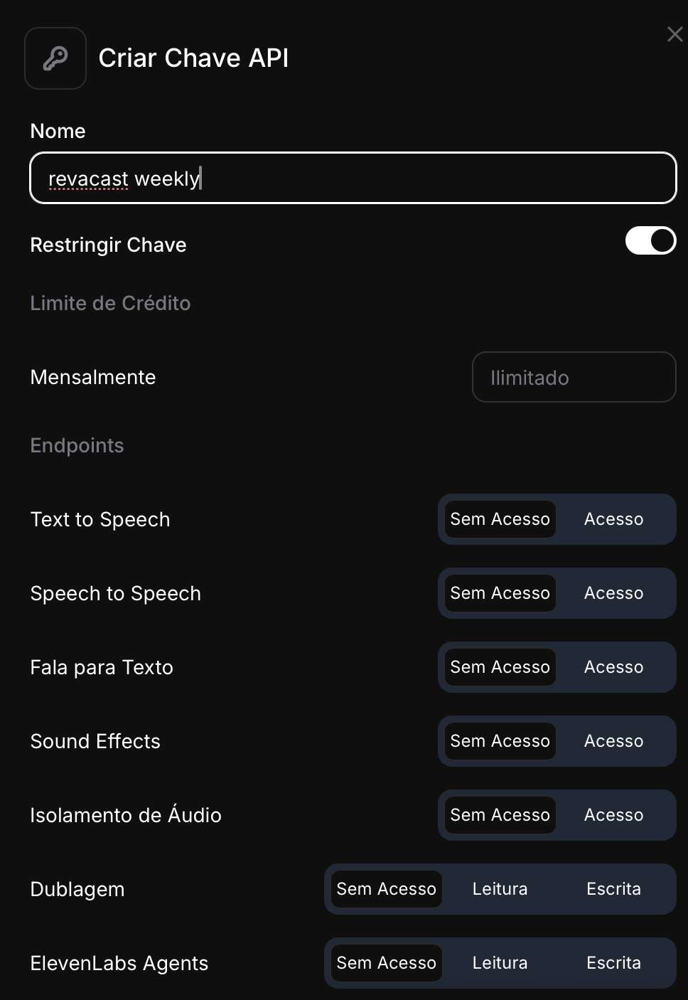 Criar Chave API
Nome
revacast weekly
Restringir Chave
Limite de Crédito
Mensalmente Ilimitado
Endpoints
Text to Speech Sem Acesso Acesso
Speech to Speech Sem Acesso Acesso
Fala para Texto Sem Acesso Acesso
Sound Effects Sem Acesso Acesso
Isolamento de Áudio Sem Acesso Acesso
Dublagem Sem Acesso Leitura Escrita
ElevenLabs Agents Sem Acesso Leitura Escrita